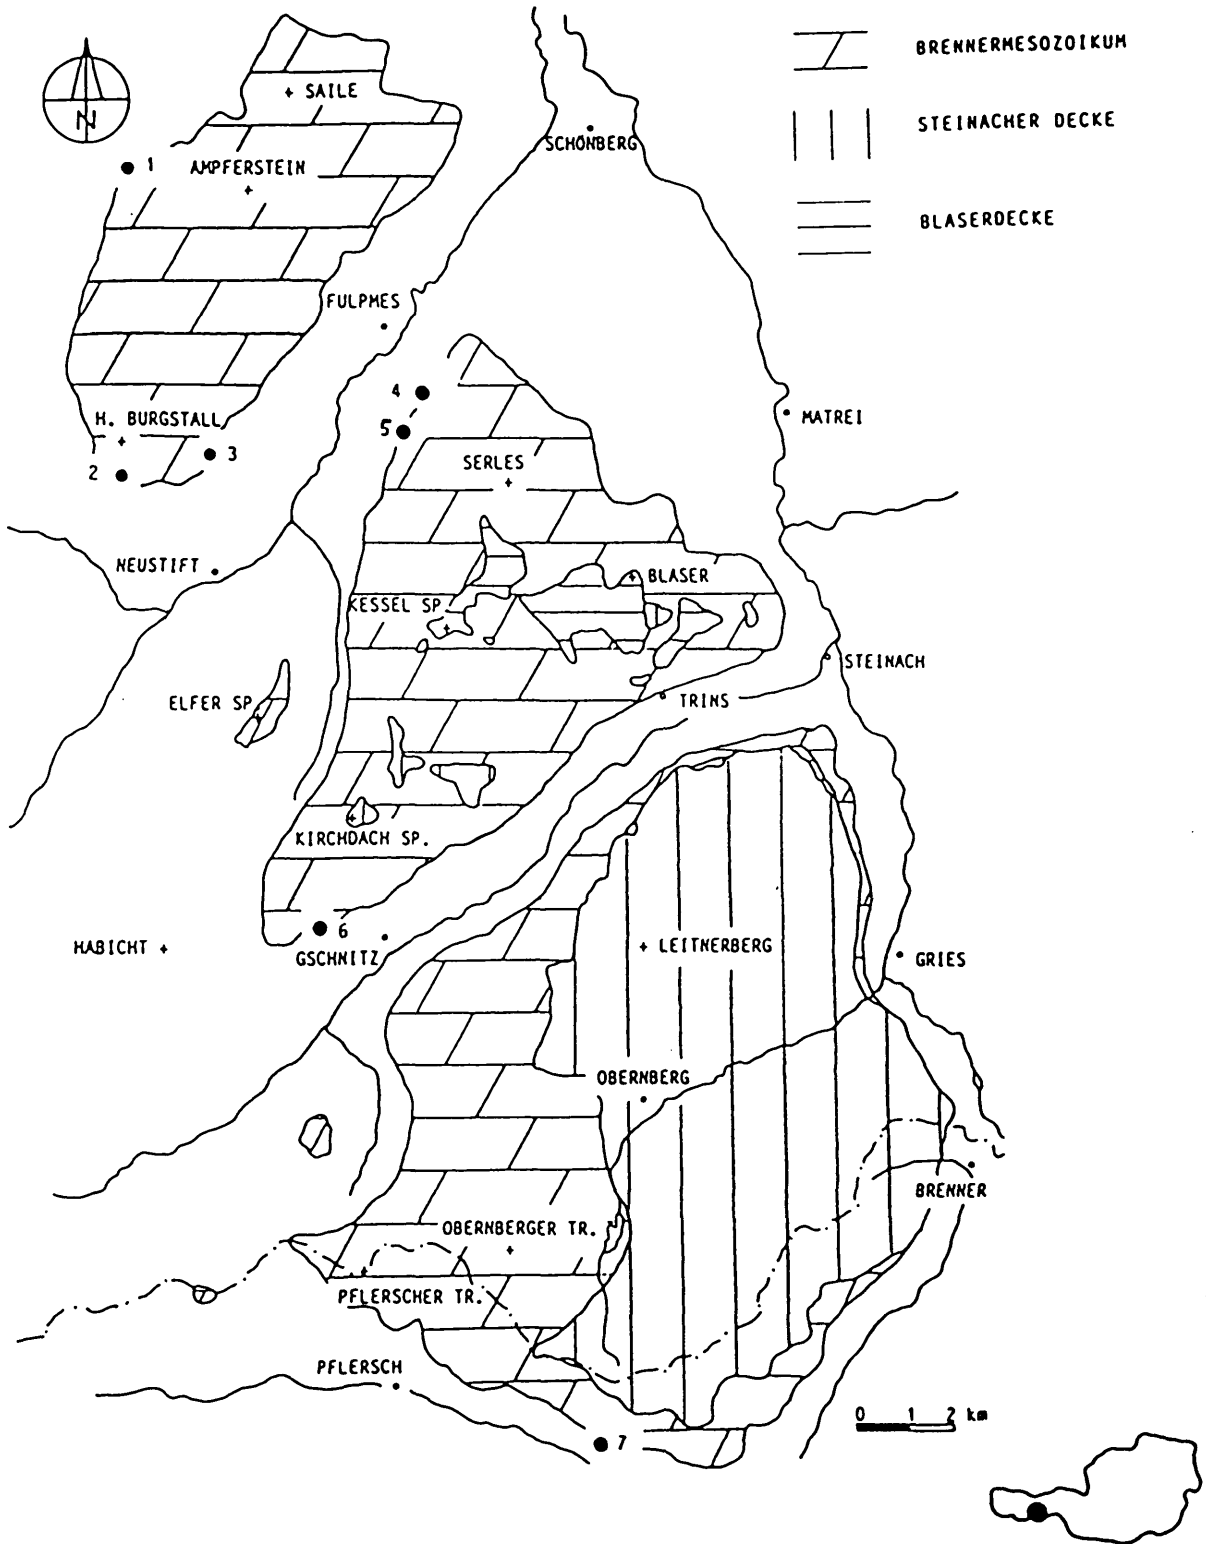 BRENNERMESOZOIKUM
STEINACHER DECKE
BLASERDECKE
N
+ SAILE
SCHÖNBERG
1
AMPFERSTEIN
+
FULPMES
4
5
MATREI
H. BURGSTALL
+
3
2
SERLES
+
NEUSTIFT
+ BLASER
KESSEL SP.
+
STEINACH
ELFER SP.
+
TRINS
KIRCHDACH SP.
+
6
HABICHT +
GSCHNITZ
+ LEITNERBERG
GRIES
OBERNBERG
BRENNER
OBERNBERGER TR.
+
PFLERSCHER TR.
+
PFLERSCH
0 1 2 km
7